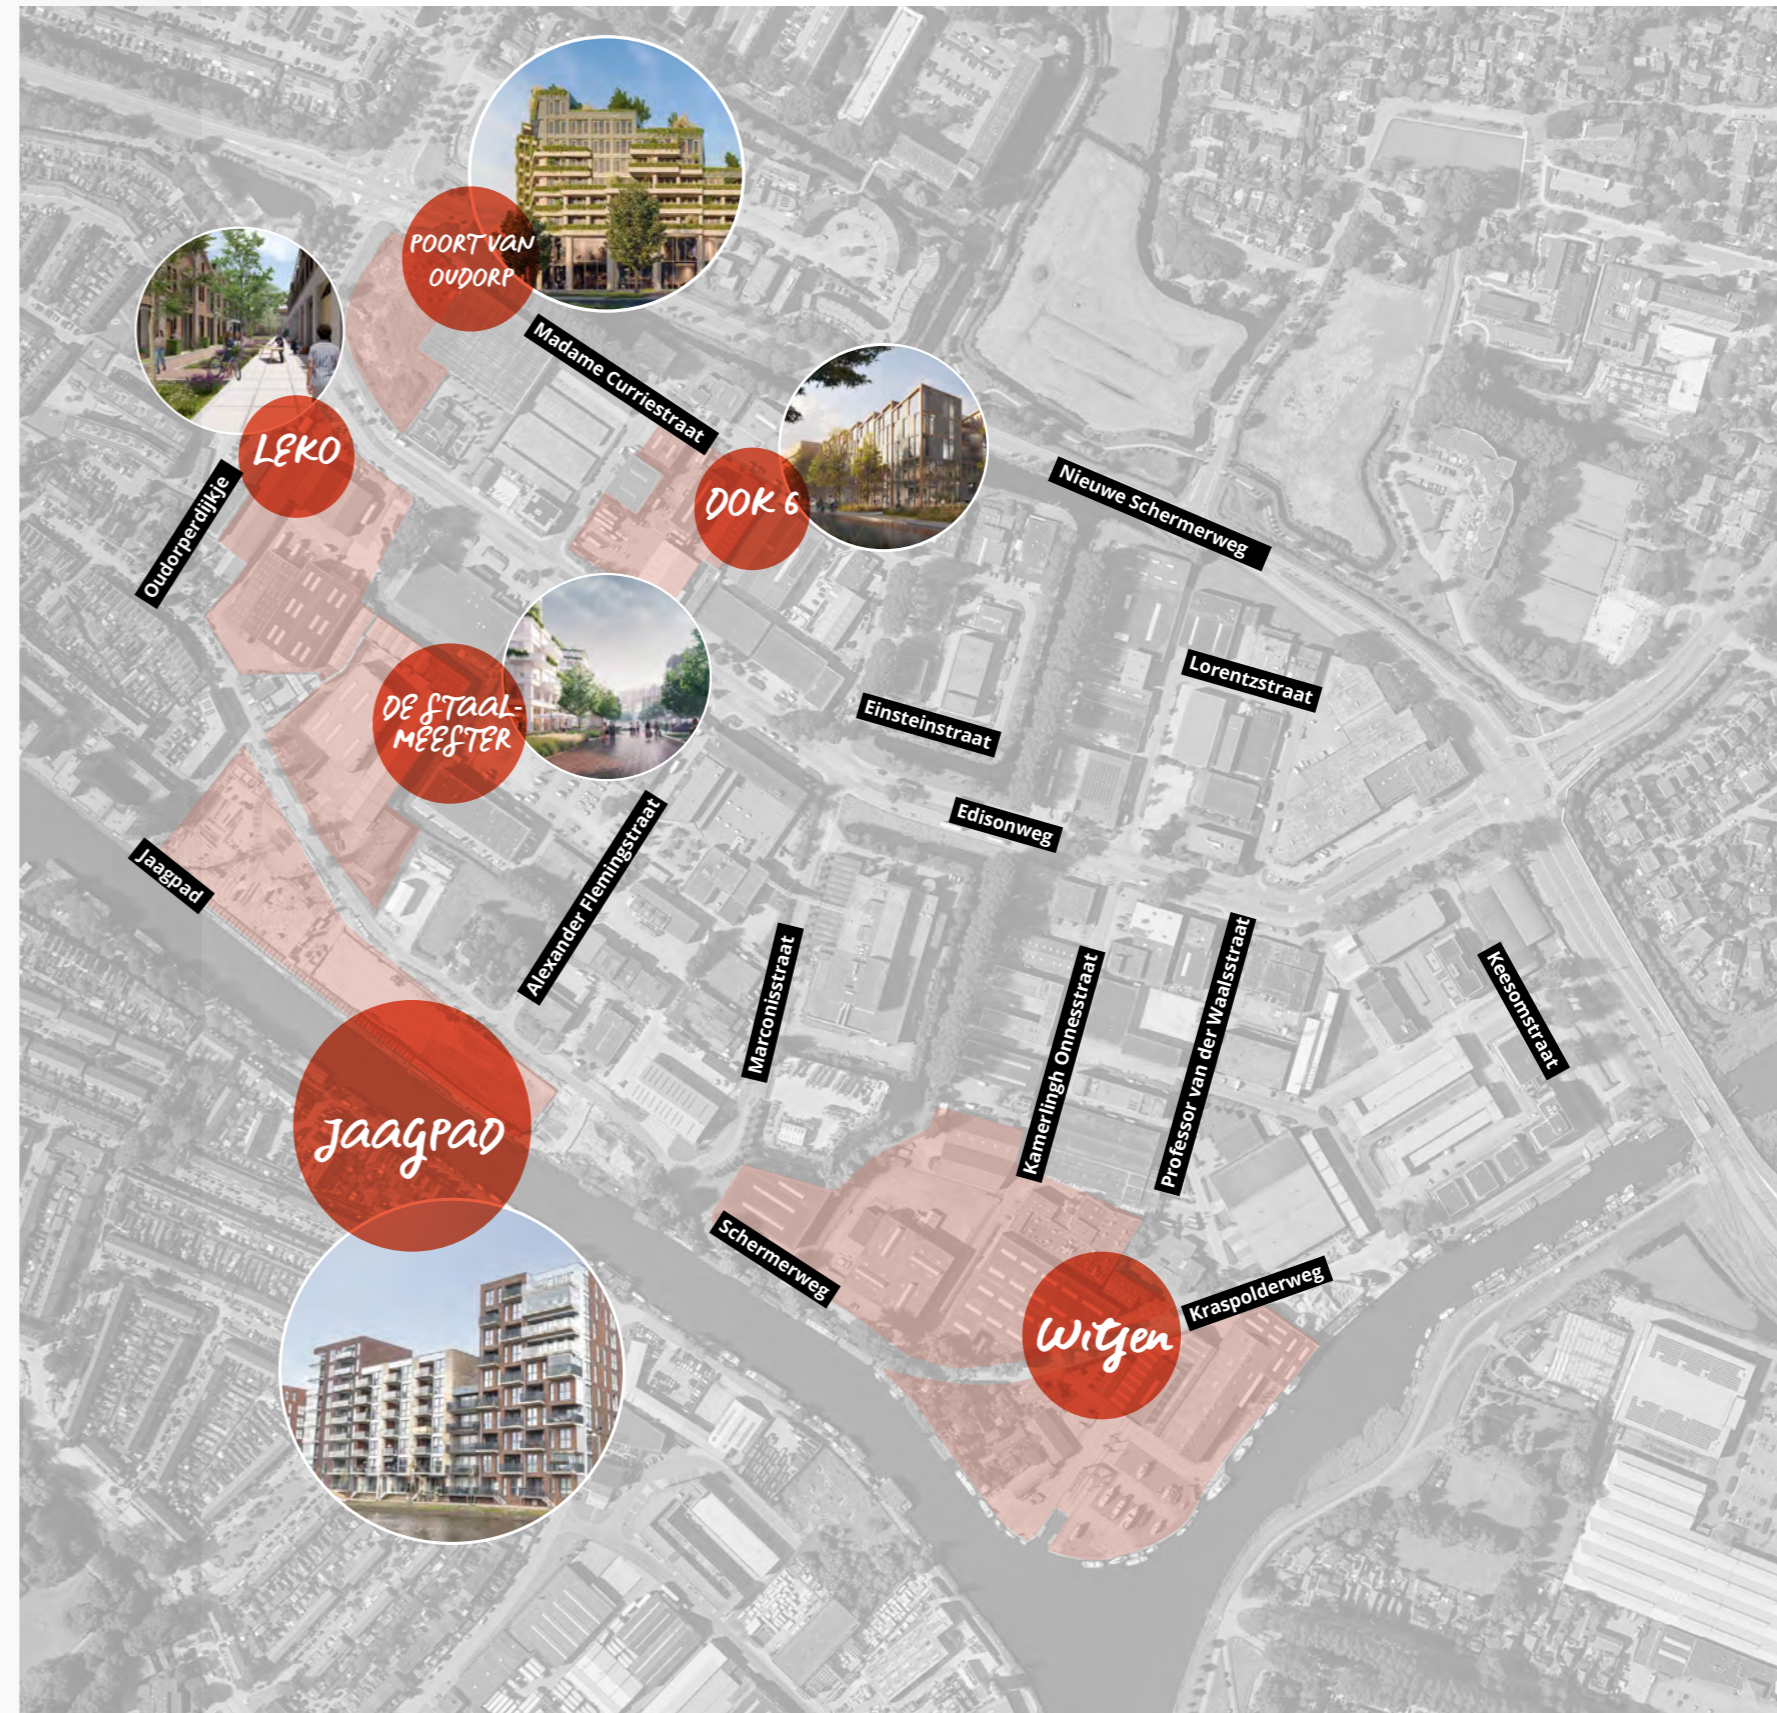 POORT VAN
OUDORP
Madame Curriestraat
LEKO
Oudorperdijkje
DOK 6
Nieuwe Schermerweg
DE STAAL-
MEESTER
Lorentzstraat
Einsteinstraat
Edisonweg
Jaagpad
Alexander Flemingstraat
Marconisstraat
Kamerlingh Onnesstraat
Professor van der Waalsstraat
Keesomstraat
JAAGPAD
Schermerweg
Kraspolderweg
Witgen